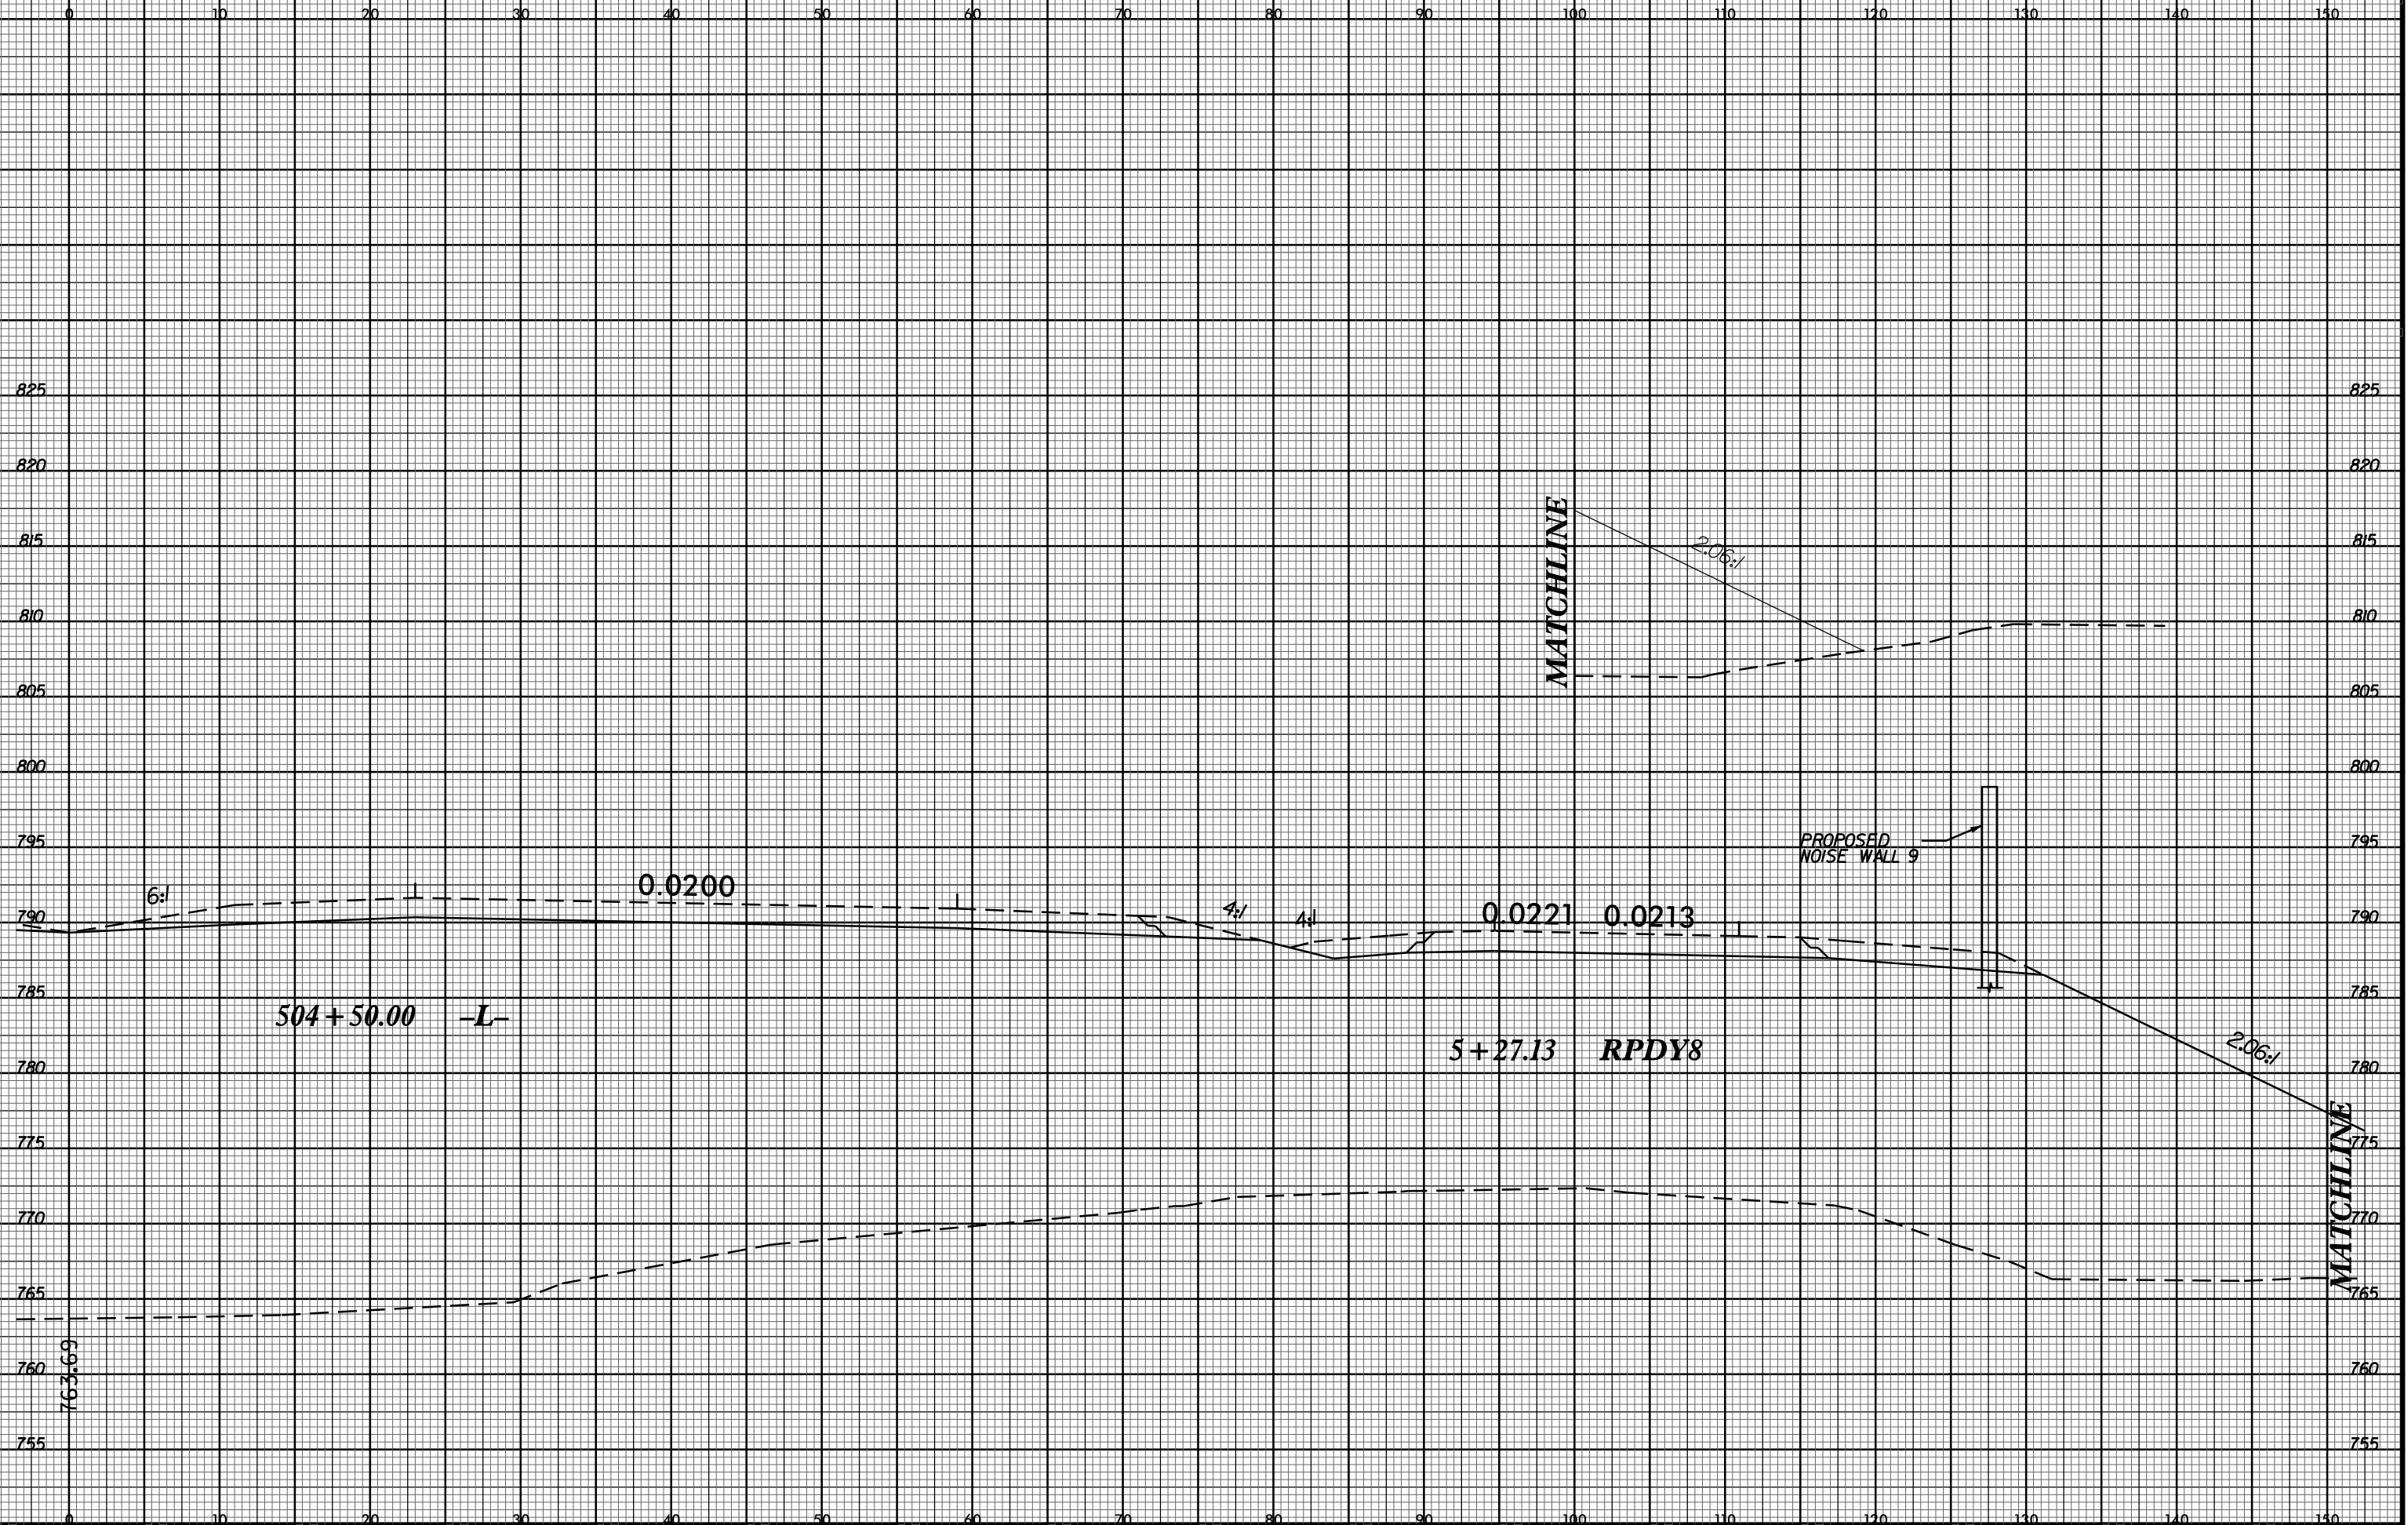 0 10 20 30 40 50 60 70 80 90 100 110 120 130 140 150
825 825
820 820
MATCHLINE
815 2.06:1 815
810 810
805 805
800 800
795 PROPOSED 795
NOISE WALL 9
6:1 0.0200 4:1 4:1 0.0221 0.0213
790 790
785 785
504+50.00 -L-
5+27.13 RPDY8 2.06:1
780 780
775 775
MATCHLINE
770 770
765 765
763.69
760 760
755 755
0 10 20 30 40 50 60 70 80 90 100 110 120 130 140 150